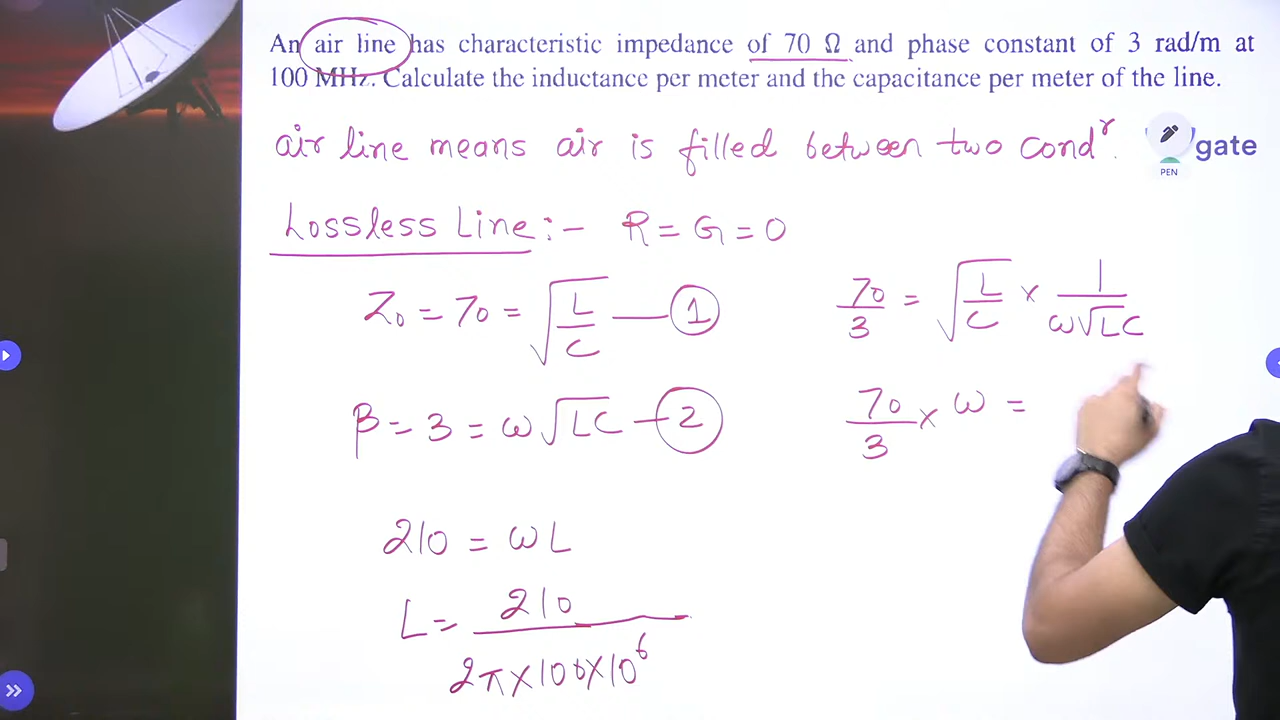 An air line has characteristic impedance of 70 Ω and phase constant of 3 rad/m at
100 MHz. Calculate the inductance per meter and the capacitance per meter of the line.
air line means air is filled between two condʳ.
gate
PEN
Lossless Line:- R = G = 0
Z₀ = 70 = √(L/C) — ①
β = 3 = ω√LC — ②
210 = ωL
L = 210 / 2π×100×10⁶
70/3 = √(L/C) × 1/ω√LC
70/3 × ω =